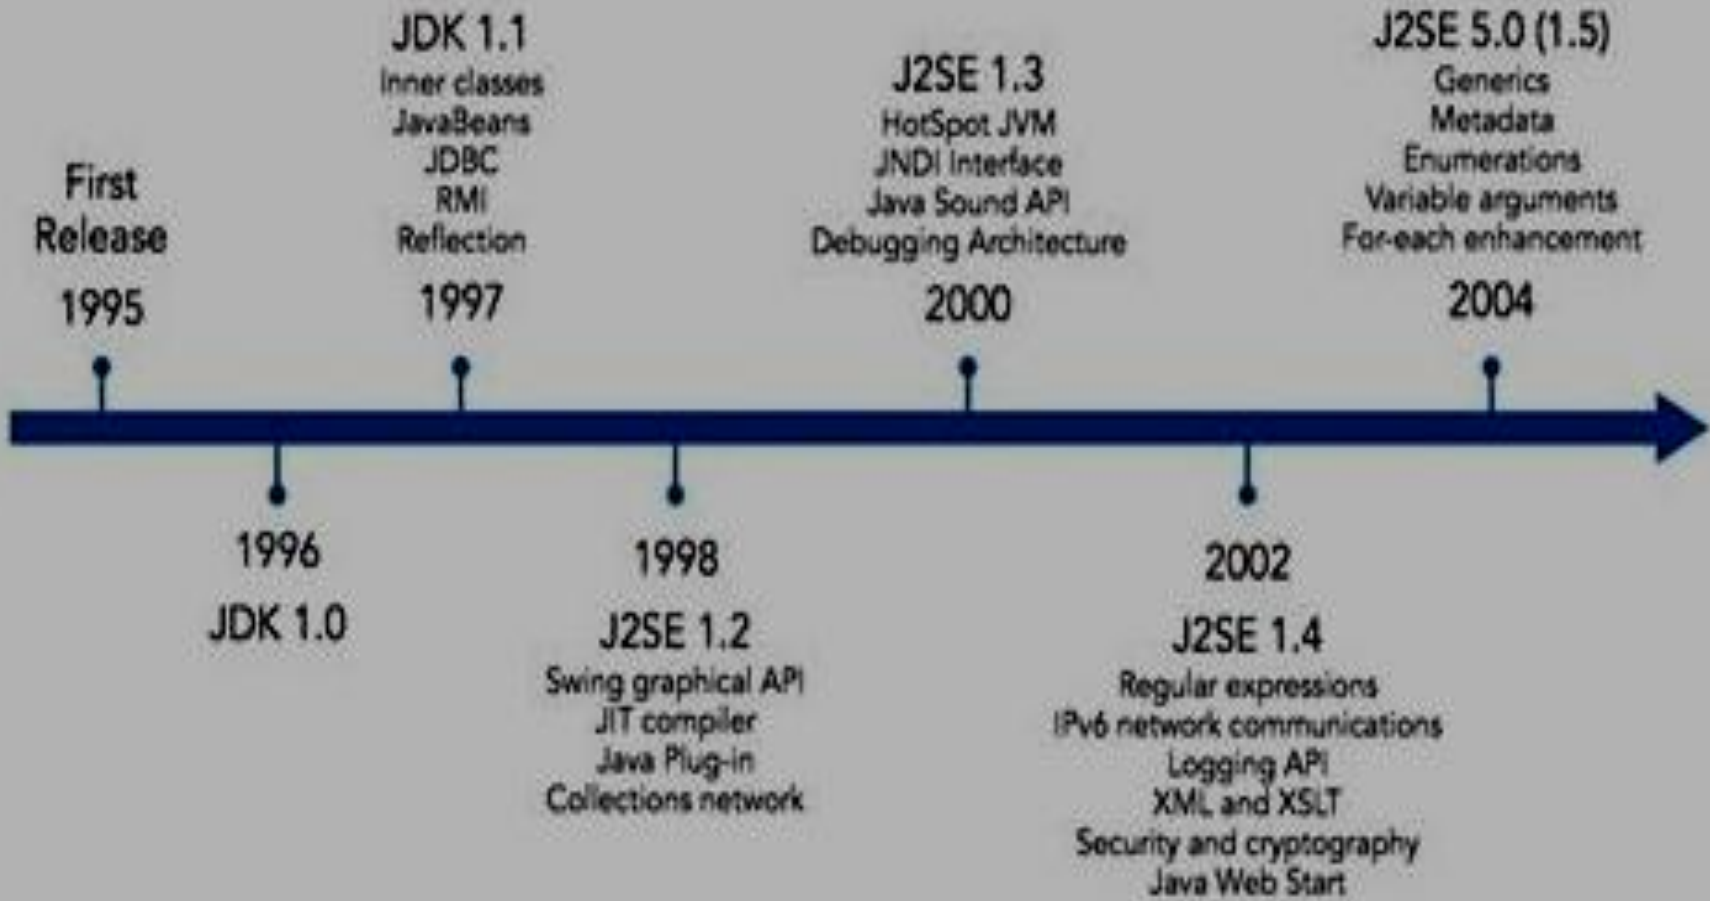 First
Release
1995
JDK 1.1
Inner classes
JavaBeans
JDBC
RMI
Reflection
1997
J2SE 1.3
HotSpot JVM
JNDI Interface
Java Sound API
Debugging Architecture
2000
J2SE 5.0 (1.5)
Generics
Metadata
Enumerations
Variable arguments
For-each enhancement
2004
1996
JDK 1.0
1998
J2SE 1.2
Swing graphical API
JIT compiler
Java Plug-in
Collections network
2002
J2SE 1.4
Regular expressions
IPv6 network communications
Logging API
XML and XSLT
Security and cryptography
Java Web Start